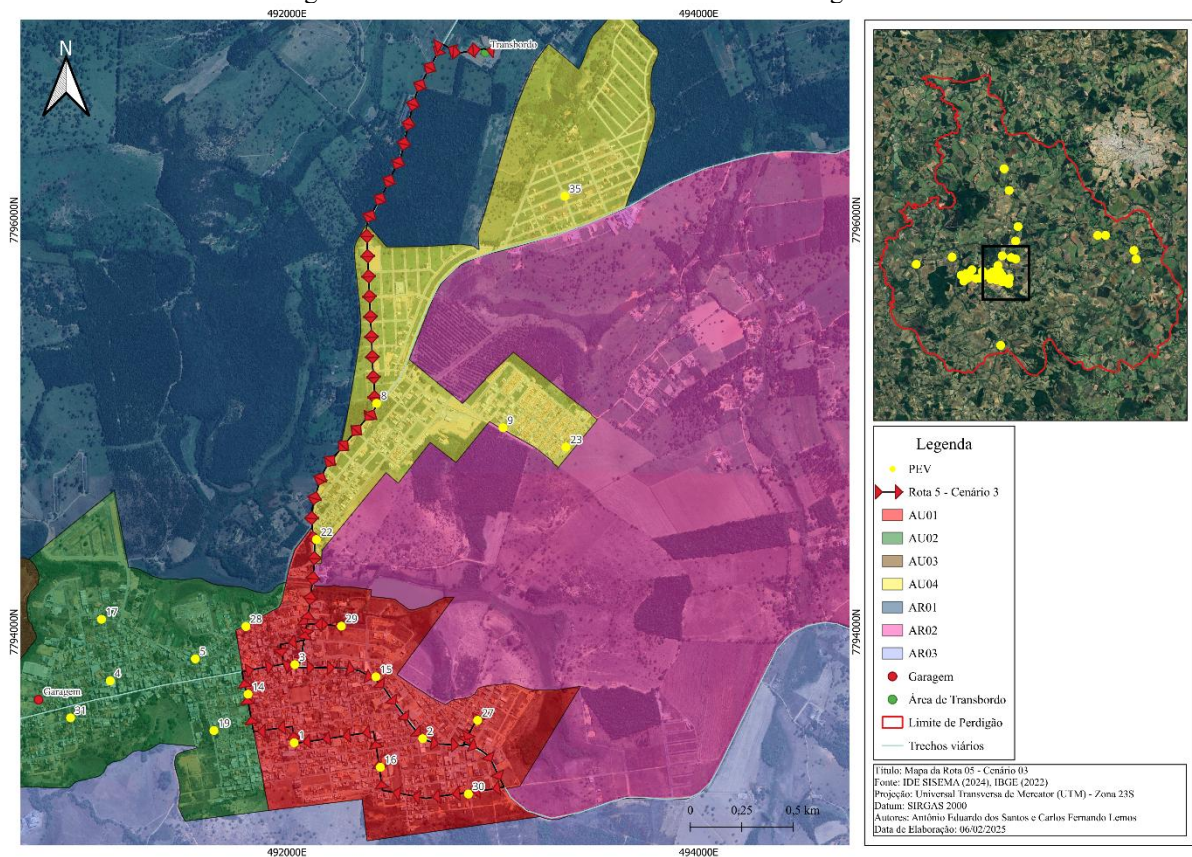 492000E
494000E
N
Transbordo
35
7796000N
7796000N
8
9
23
22
17
28
29
7794000N
7794000N
5
3
4
15
Garagem
14
31
27
19
1
2
16
30
0
0,25
0,5 km
492000E
494000E
Legenda
PEV
Rota 5 - Cenário 3
AU01
AU02
AU03
AU04
AR01
AR02
AR03
Garagem
Área de Transbordo
Limite de Perdigão
Trechos viários
Título: Mapa da Rota 05 - Cenário 03
Fonte: IDE SISEMA (2024), IBGE (2022)
Projeção: Universal Transversa de Mercator (UTM) - Zona 23S
Datum: SIRGAS 2000
Autores: Antônio Eduardo dos Santos e Carlos Fernando Lemos
Data de Elaboração: 06/02/2025